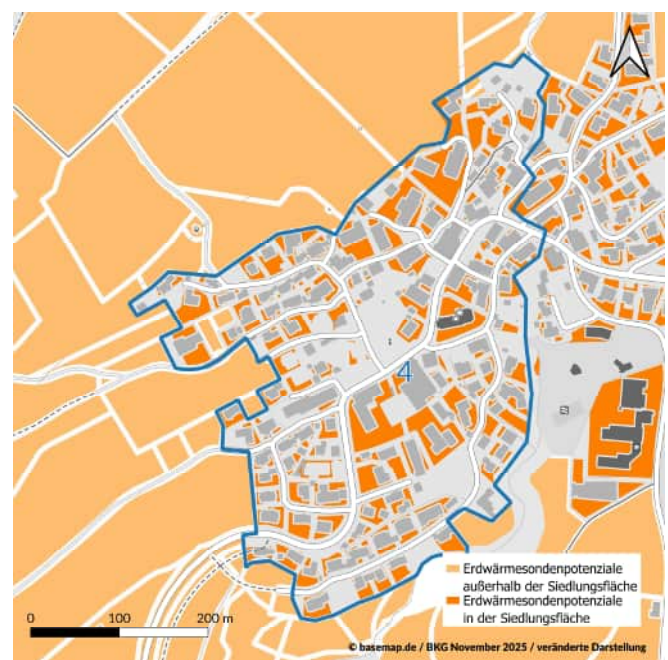 4
Erdwärmesondenpotenziale
außerhalb der Siedlungsfläche
Erdwärmesondenpotenziale
in der Siedlungsfläche
0 100 200 m
© basemap.de / BKG November 2025 / veränderte Darstellung